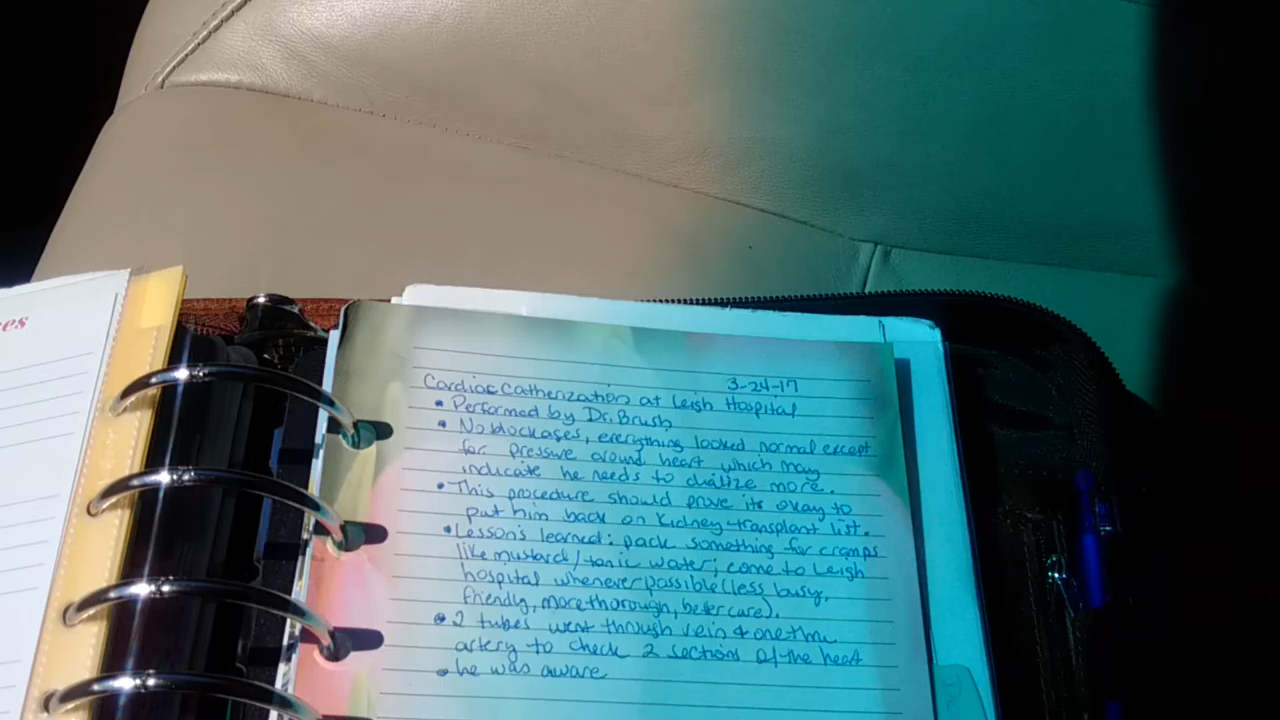 es
3-24-17
Cardiac Catherization at Leigh Hospital
• Performed by Dr. Brush
• No blockages, everything looked normal except
for pressure around heart which may
indicate he needs to dialize more.
• This procedure should prove its okay to
put him back on kidney-transplant list.
• Lesson's learned: pack something for cramps
like mustard/tonic water; come to Leigh
hospital whenever possible (less busy,
friendly, more thorough, better care).
• 2 tubes went through vein & one thru
artery to check 2 sections of the heart
• he was aware